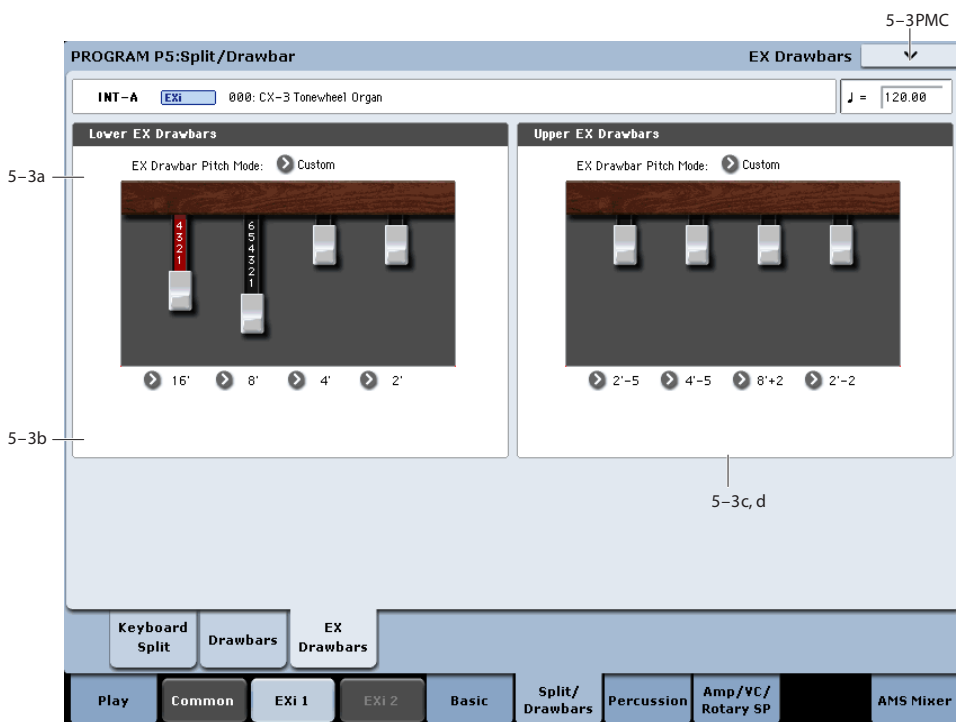 5–3PMC
PROGRAM P5:Split/Drawbar
EX Drawbars
INT-A EXi 000: CX-3 Tonewheel Organ
♩ = 120.00
Lower EX Drawbars
Upper EX Drawbars
5–3a
EX Drawbar Pitch Mode: Custom
EX Drawbar Pitch Mode: Custom
4
3
2
1
6
5
4
3
2
1
16' 8' 4' 2'
2'-5 4'-5 8'+2 2'-2
5–3b
5–3c, d
Keyboard
Split
Drawbars
EX
Drawbars
Play
Common
EXi 1
EXi 2
Basic
Split/
Drawbars
Percussion
Amp/VC/
Rotary SP
AMS Mixer